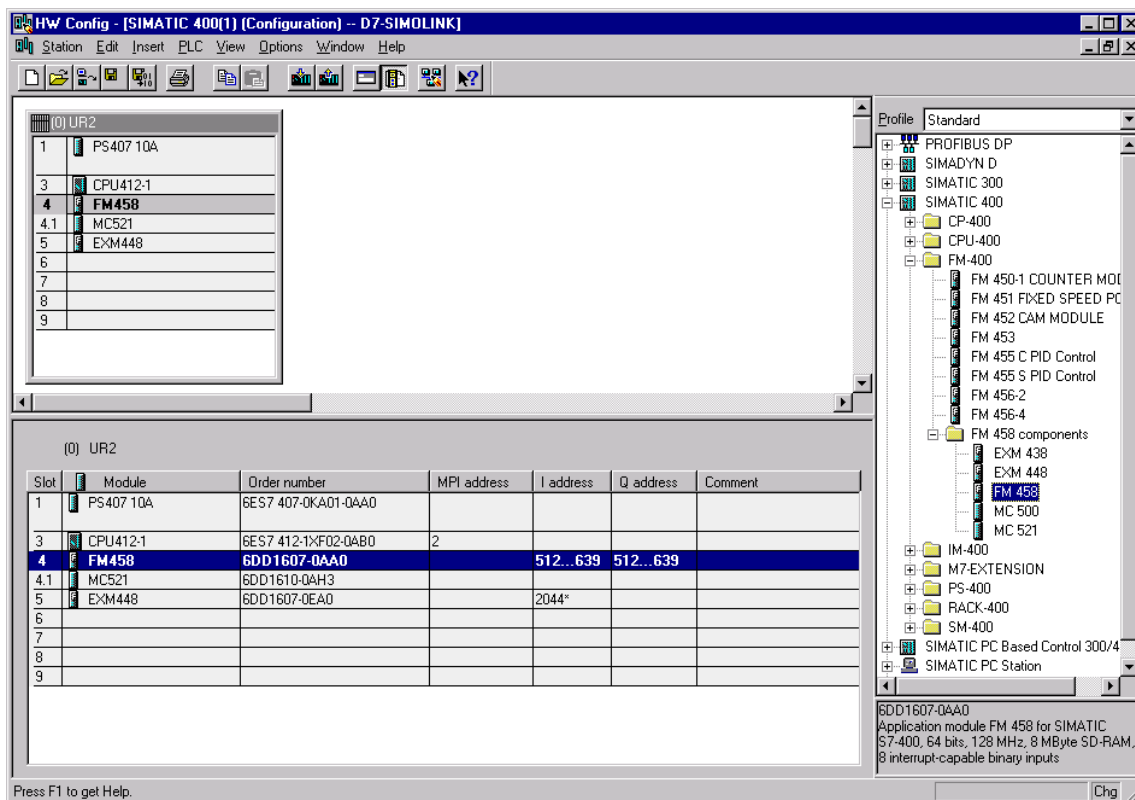 HW Config - [SIMATIC 400(1) (Configuration) -- D7-SIMOLINK]
Station Edit Insert PLC View Options Window Help
(0) UR2
1 PS407 10A
3 CPU412-1
4 FM458
4.1 MC521
5 EXM448
6
7
8
9
(0) UR2
Slot Module Order number MPI address I address Q address Comment
1 PS407 10A 6ES7 407-0KA01-0AA0
3 CPU412-1 6ES7 412-1XF02-0AB0 2
4 FM458 6DD1607-0AA0 512...639 512...639
4.1 MC521 6DD1610-0AH3
5 EXM448 6DD1607-0EA0 2044*
6
7
8
9
Profile Standard
PROFIBUS DP
SIMADYN D
SIMATIC 300
SIMATIC 400
CP-400
CPU-400
FM-400
FM 450-1 COUNTER MOD
FM 451 FIXED SPEED PO
FM 452 CAM MODULE
FM 453
FM 455 C PID Control
FM 455 S PID Control
FM 456-2
FM 456-4
FM 458 components
EXM 438
EXM 448
FM 458
MC 500
MC 521
IM-400
M7-EXTENSION
PS-400
RACK-400
SM-400
SIMATIC PC Based Control 300/4
SIMATIC PC Station
6DD1607-0AA0
Application module FM 458 for SIMATIC
S7-400, 64 bits, 128 MHz, 8 MByte SD-RAM,
8 interrupt-capable binary inputs
Press F1 to get Help.
Chg